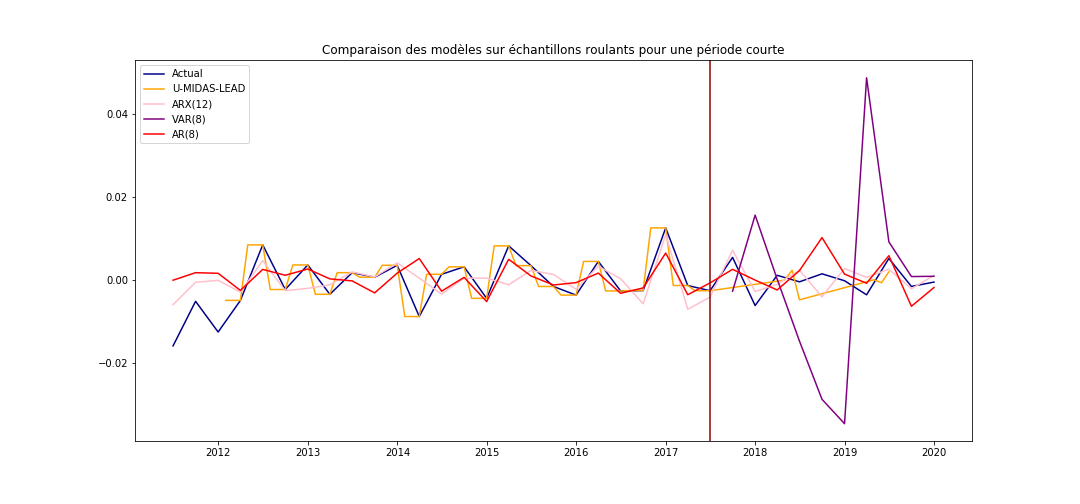 Comparaison des modèles sur échantillons roulants pour une période courte
Actual
U-MIDAS-LEAD
ARX(12)
VAR(8)
AR(8)
0.04
0.02
0.00
−0.02
2012 2013 2014 2015 2016 2017 2018 2019 2020